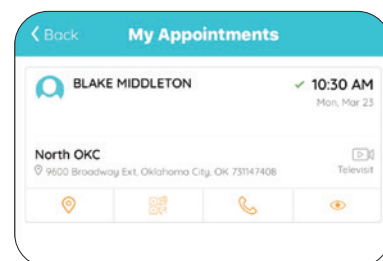 Back
My Appointments
BLAKE MIDDLETON
10:30 AM
Mon, Mar 23
North OKC
9600 Broadway Ext, Oklahoma City, OK 731147408
Televisit